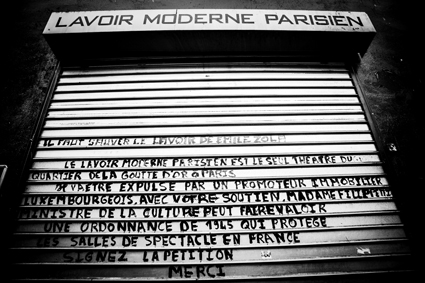 LAVOIR MODERNE PARISIEN
IL FAUT SAUVER LE LAVOIR DE EMILE ZOLA
LE LAVOIR MODERNE PARISIEN EST LE SEUL THEATRE DU
QUARTIER DE LA GOUTTE D'OR A PARIS
IL VA ETRE EXPULSE PAR UN PROMOTEUR IMMOBILIER
LUXEMBOURGEOIS, AVEC VOTRE SOUTIEN, MADAME FILIPPETTI
MINISTRE DE LA CULTURE PEUT FAIRE VALOIR
UNE ORDONNANCE DE 1945 QUI PROTEGE
LES SALLES DE SPECTACLE EN FRANCE
SIGNEZ LA PETITION
MERCI